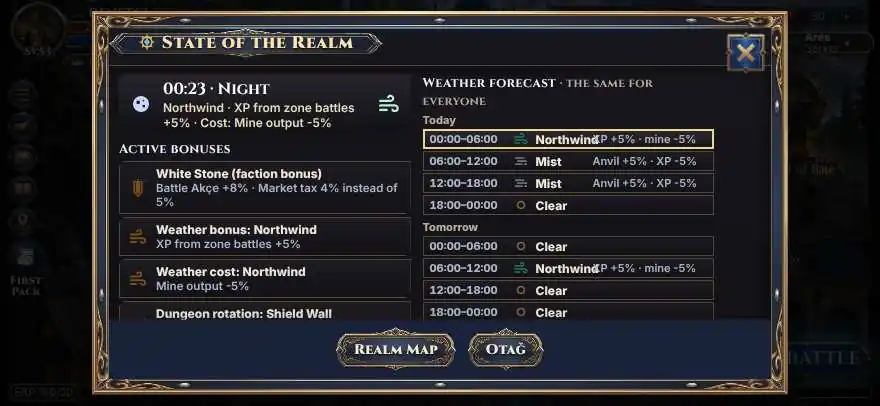 STATE OF THE REALM
00:23 · NIGHT
Northwind · XP from zone battles
+5% · Cost: Mine output -5%
ACTIVE BONUSES
White Stone (faction bonus)
Battle Akçe +8% · Market tax 4% instead of
5%
Weather bonus: Northwind
XP from zone battles +5%
Weather cost: Northwind
Mine output -5%
Dungeon rotation: Shield Wall
WEATHER FORECAST · THE SAME FOR
EVERYONE
Today
00:00–06:00 Northwind XP +5% · mine -5%
06:00–12:00 Mist Anvil +5% · XP -5%
12:00–18:00 Mist Anvil +5% · XP -5%
18:00–00:00 Clear
Tomorrow
00:00–06:00 Clear
06:00–12:00 Northwind XP +5% · mine -5%
12:00–18:00 Clear
18:00–00:00 Clear
REALM MAP
OTAĞ
FIRST
PACK
BATTLE